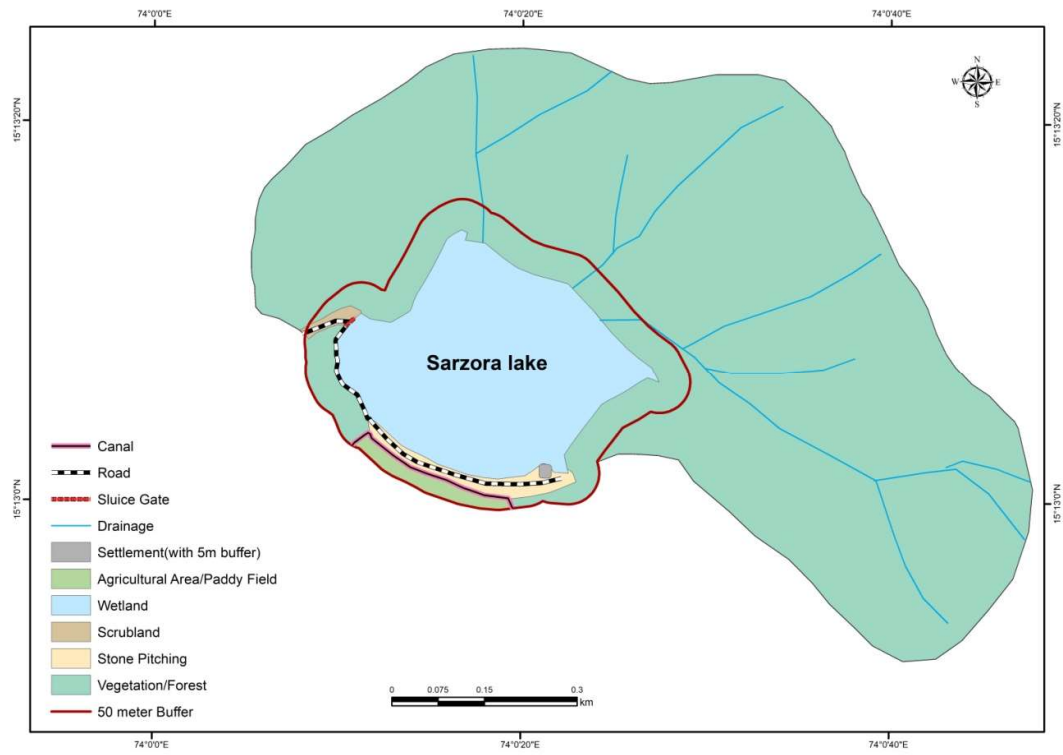 74°0'0"E
74°0'20"E
74°0'40"E
N
W
E
S
15°13'20"N
15°13'20"N
Sarzora lake
Canal
Road
Sluice Gate
Drainage
Settlement(with 5m buffer)
Agricultural Area/Paddy Field
Wetland
Scrubland
Stone Pitching
Vegetation/Forest
50 meter Buffer
15°13'0"N
15°13'0"N
0 0.075 0.15 0.3
km
74°0'0"E
74°0'20"E
74°0'40"E